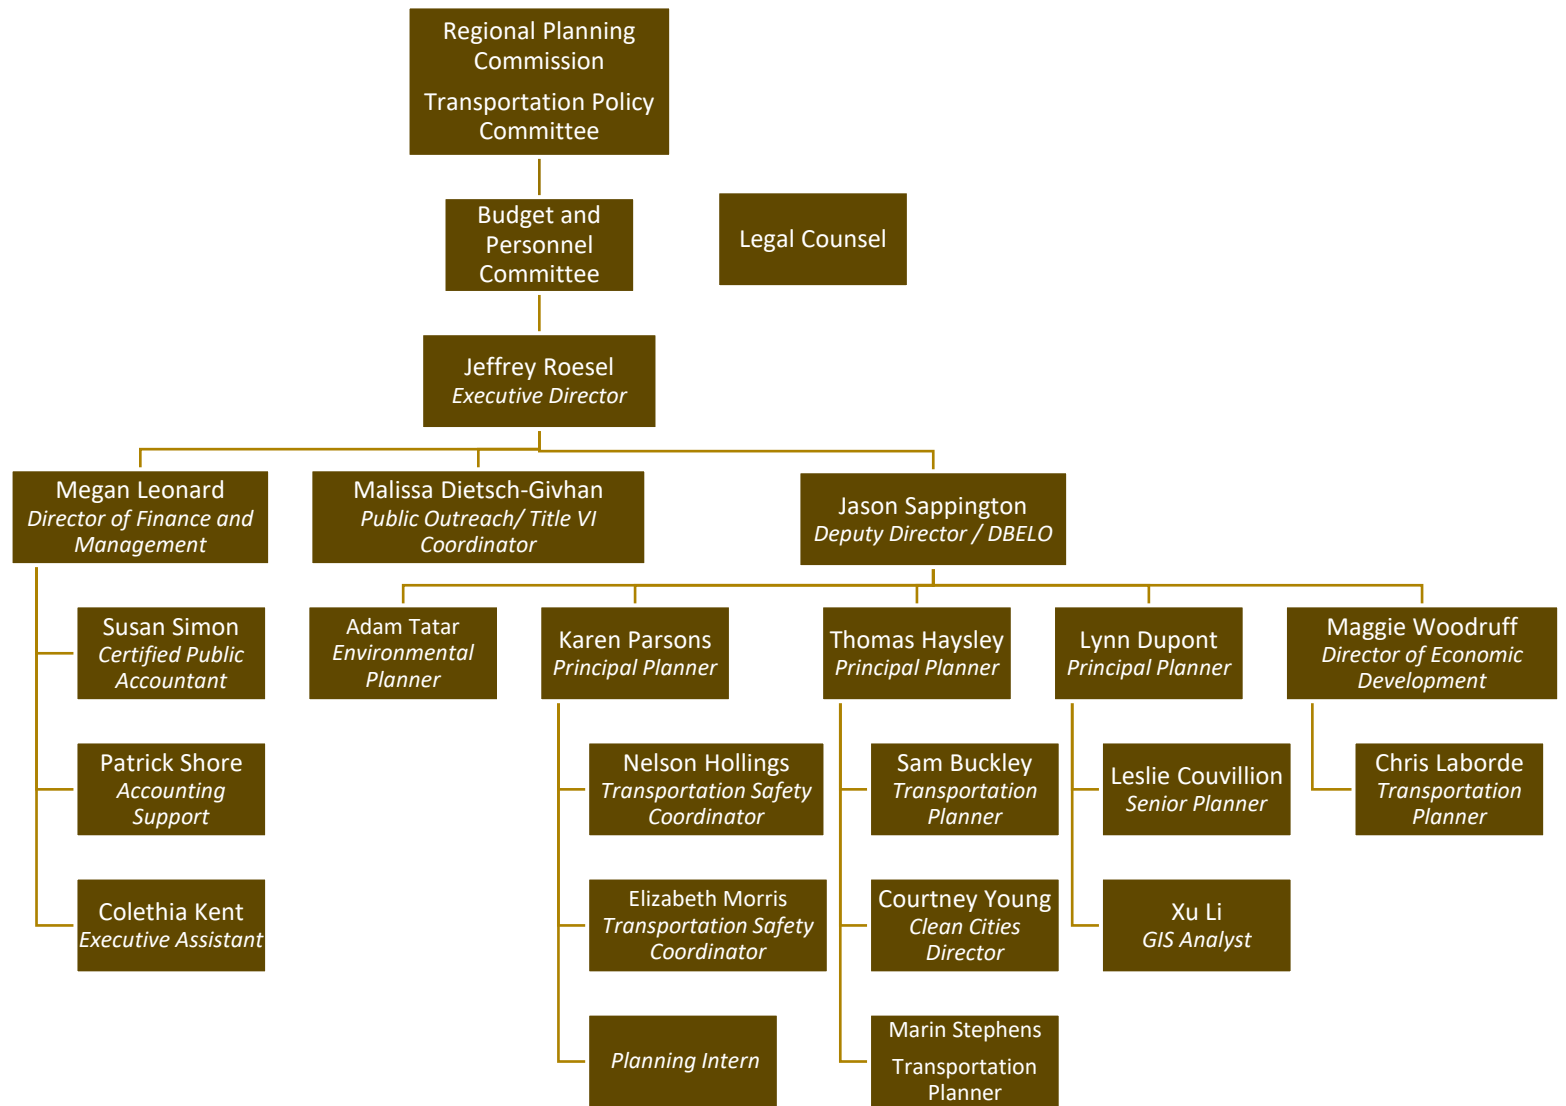 Regional Planning
Commission
Transportation Policy
Committee
Budget and
Personnel
Committee
Legal Counsel
Jeffrey Roesel
Executive Director
Megan Leonard
Director of Finance and
Management
Malissa Dietsch-Givhan
Public Outreach/ Title VI
Coordinator
Jason Sappington
Deputy Director / DBELO
Susan Simon
Certified Public
Accountant
Adam Tatar
Environmental
Planner
Karen Parsons
Principal Planner
Thomas Haysley
Principal Planner
Lynn Dupont
Principal Planner
Maggie Woodruff
Director of Economic
Development
Patrick Shore
Accounting
Support
Nelson Hollings
Transportation Safety
Coordinator
Sam Buckley
Transportation
Planner
Leslie Couvillion
Senior Planner
Chris Laborde
Transportation
Planner
Colethia Kent
Executive Assistant
Elizabeth Morris
Transportation Safety
Coordinator
Courtney Young
Clean Cities
Director
Xu Li
GIS Analyst
Planning Intern
Marin Stephens
Transportation
Planner